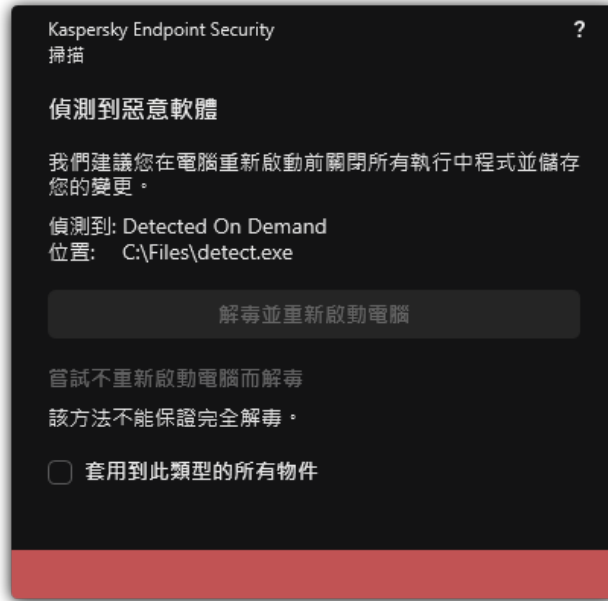 Kaspersky Endpoint Security
?
掃描
偵測到惡意軟體
我們建議您在電腦重新啟動前關閉所有執行中程式並儲存
您的變更。
偵測到: Detected On Demand
位置: C:\Files\detect.exe
解毒並重新啟動電腦
嘗試不重新啟動電腦而解毒
該方法不能保證完全解毒。
套用到此類型的所有物件